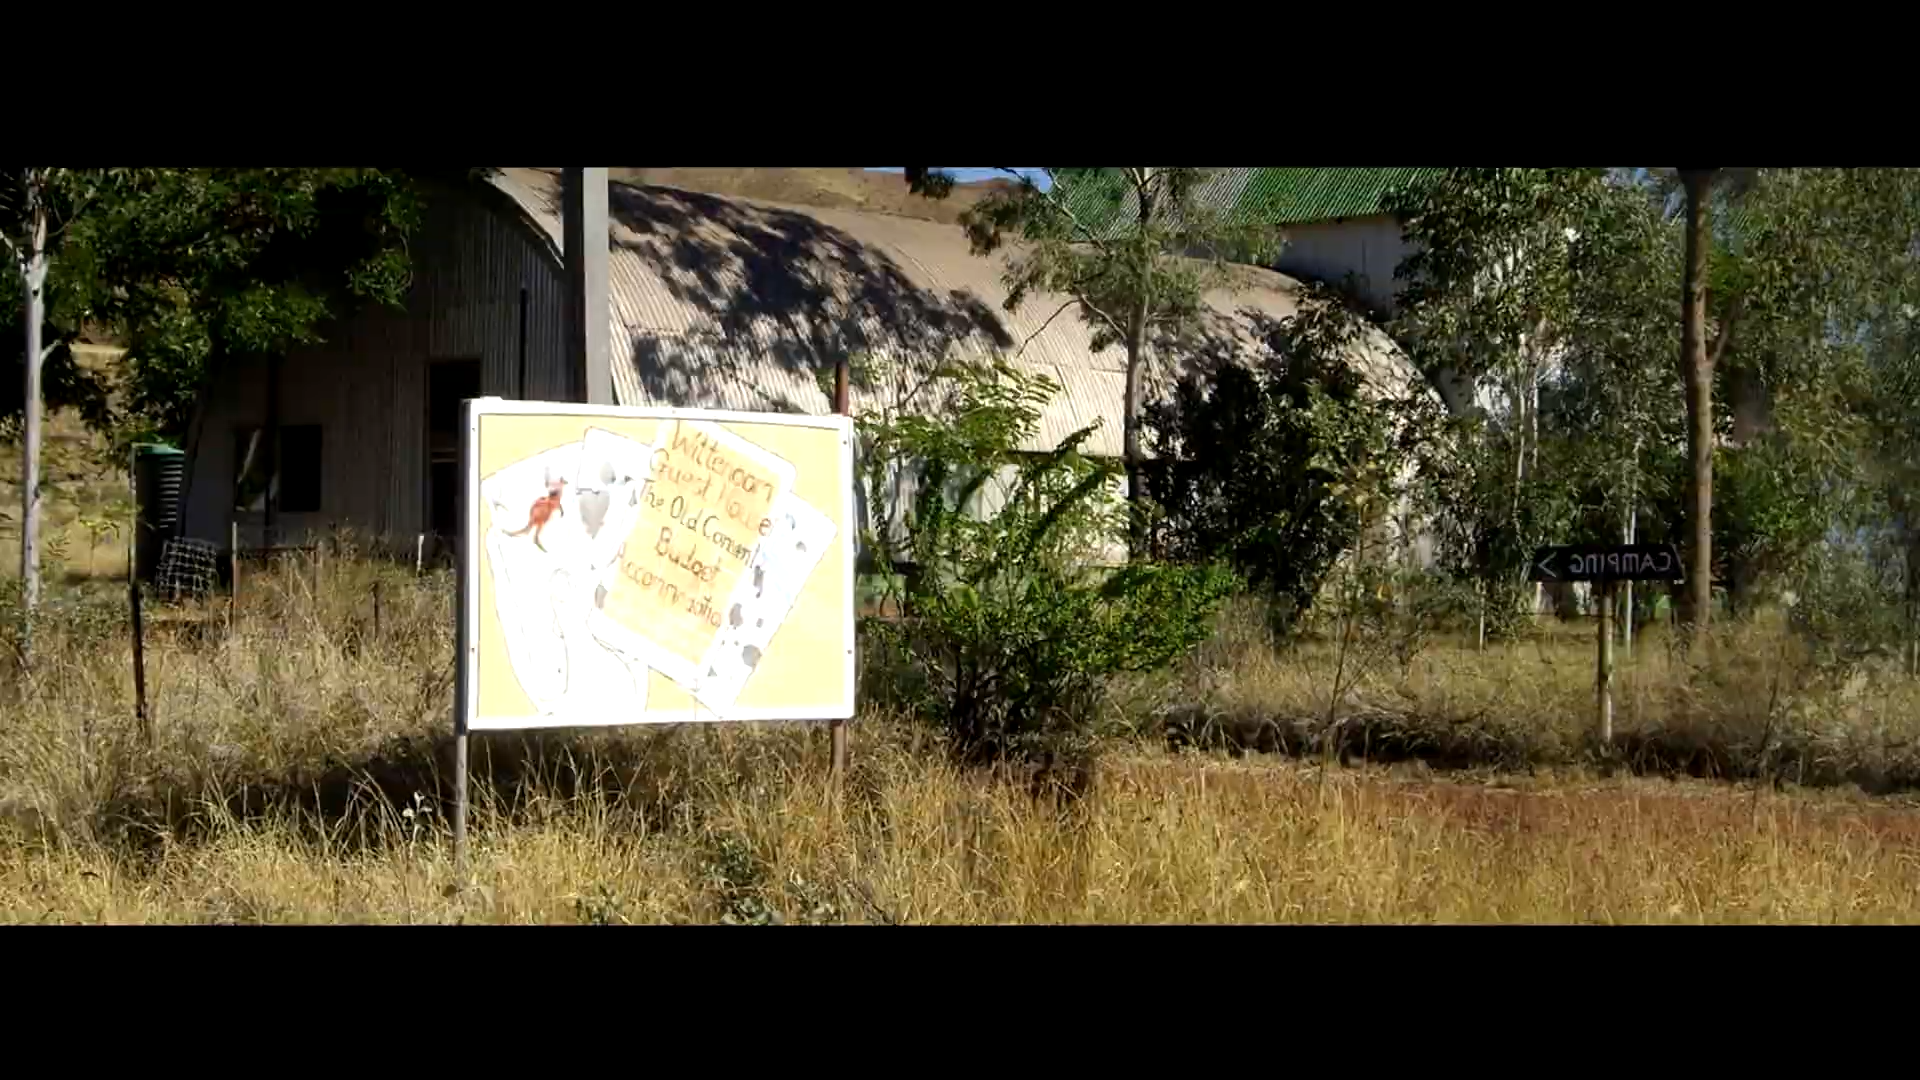 Wittenoom
Guest House
The Old Convent
Budget
Accommodation
CAMPING